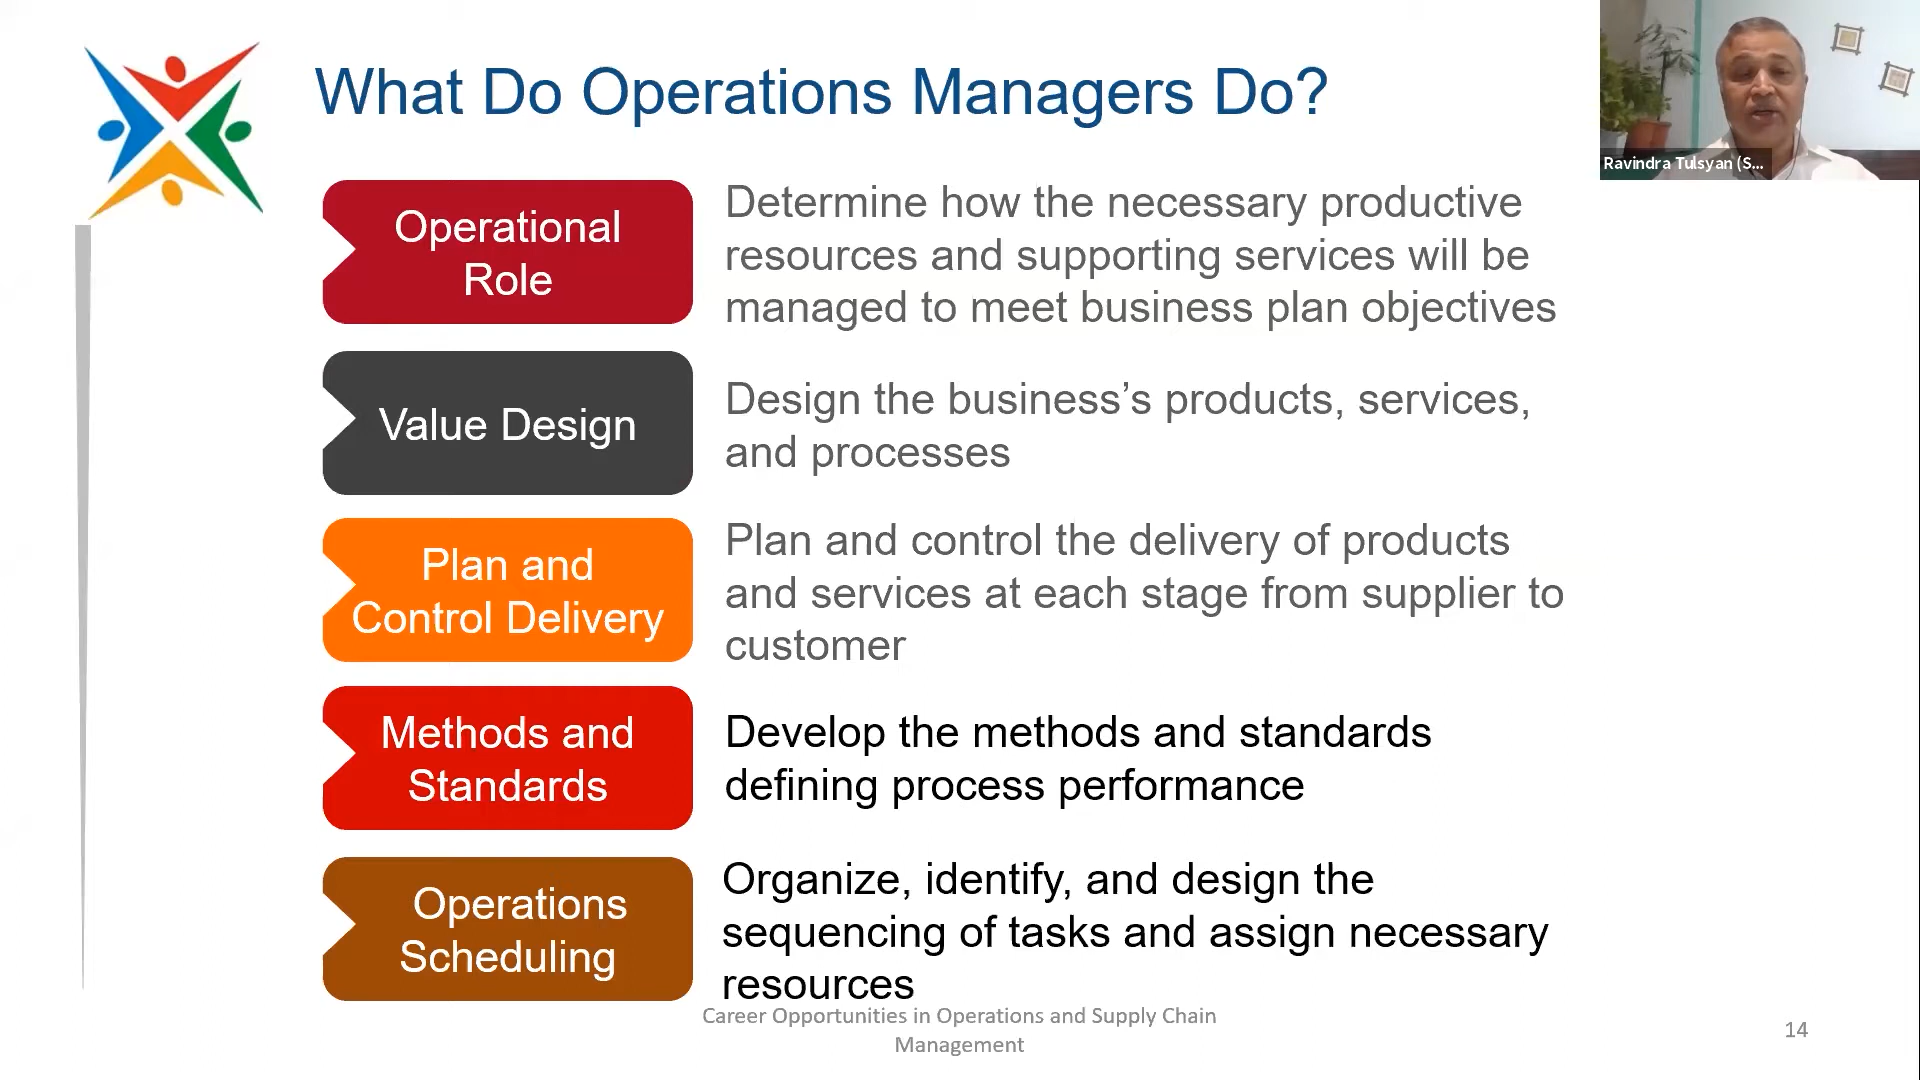 What Do Operations Managers Do?
Ravindra Tulsyan (S...
Operational
Role
Determine how the necessary productive
resources and supporting services will be
managed to meet business plan objectives
Value Design
Design the business’s products, services,
and processes
Plan and
Control Delivery
Plan and control the delivery of products
and services at each stage from supplier to
customer
Methods and
Standards
Develop the methods and standards
defining process performance
Operations
Scheduling
Organize, identify, and design the
sequencing of tasks and assign necessary
resources
Career Opportunities in Operations and Supply Chain
Management
14